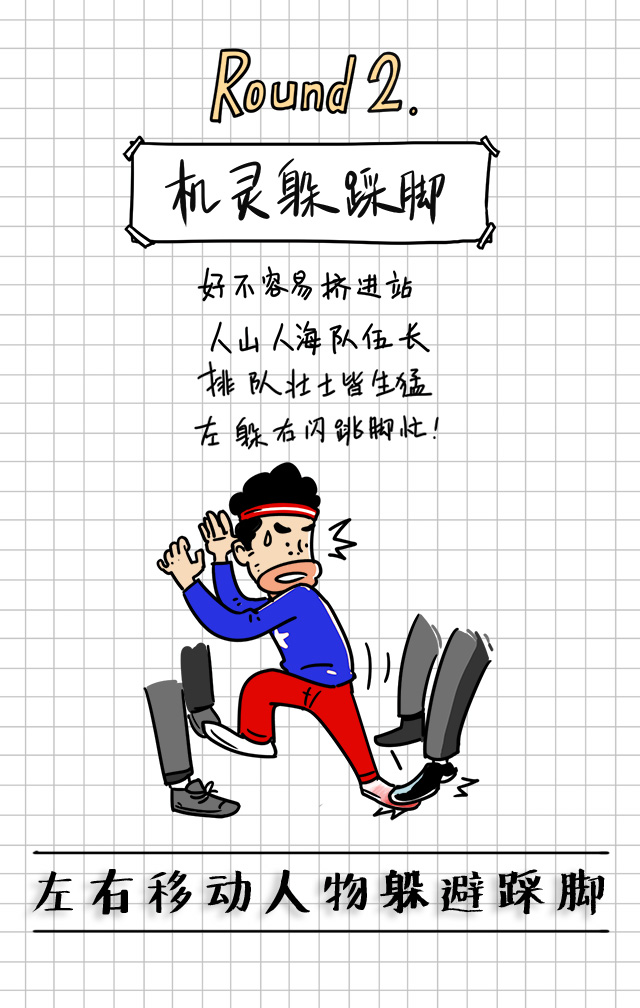 Round 2.
机灵躲踩脚
好不容易挤进站
人山人海队伍长
排队壮士皆生猛
左躲右闪跳脚忙！
左右移动人物躲避踩脚